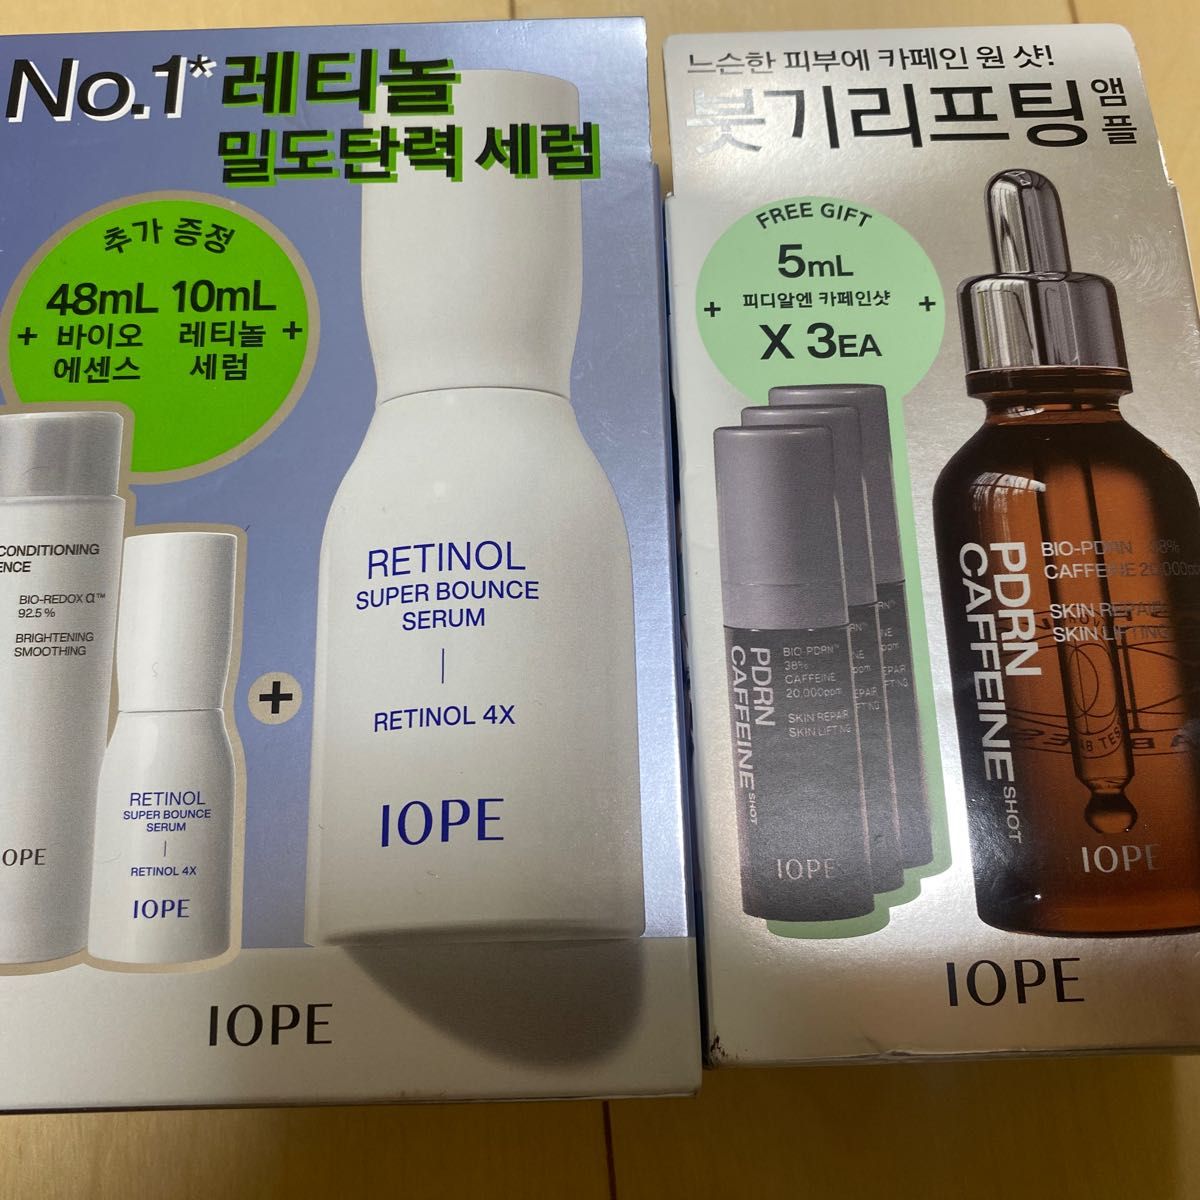 No.1* 레티놀
밀도탄력 세럼
추가 증정
+ 48mL 바이오 에센스
10mL 레티놀 세럼 +
CONDITIONING
BIO-REDOX α™
92.5%
BRIGHTENING
SMOOTHING
RETINOL
SUPER BOUNCE
SERUM
RETINOL 4X
IOPE
+
RETINOL
SUPER BOUNCE
SERUM
RETINOL 4X
IOPE
IOPE
느슨한 피부에 카페인 원 샷!
붓기리프팅 앰플
FREE GIFT
5mL
+ 피디알엔 카페인샷 +
X 3EA
BIO-PDRN™
38%
CAFFEINE
20,000ppm
SKIN REPAIR
SKIN LIFTING
PDRN
CAFFEINE SHOT
IOPE
BIO-PDRN 38%
CAFFEINE 20,000ppm
SKIN REPAIR
SKIN LIFTING
PDRN
CAFFEINE SHOT
IOPE
IOPE